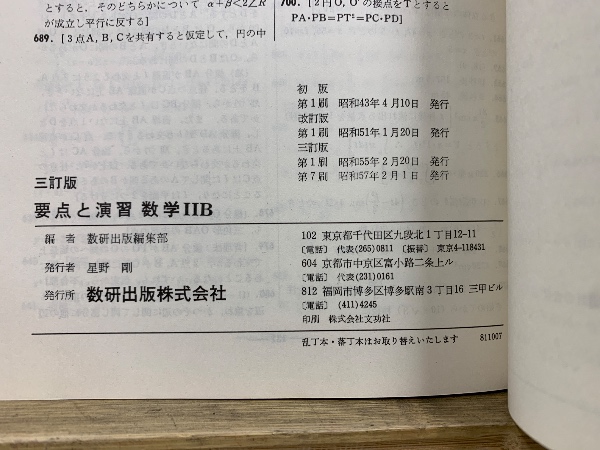 とすると，そのどちらかについて α+β<2∠R
が成立し平行に反する]
689. [3点A, B, Cを共有すると仮定して，円の中
700. [2円O, O′の接点をTとすると
PA・PB=PT²=PC・PD]
初版
第1刷 昭和43年4月10日 発行
改訂版
第1刷 昭和51年1月20日 発行
三訂版
第1刷 昭和55年2月20日 発行
第7刷 昭和57年2月1日 発行
三訂版
要点と演習 数学IIB
編者 数研出版編集部
発行者 星野 剛
発行所 数研出版株式会社
102 東京都千代田区九段北1丁目12-11
〔電話〕 代表(265)0811 〔振替〕 東京4-118431
604 京都市中京区富小路二条上ル
〔電話〕 代表(231)0161
812 福岡市博多区博多駅南3丁目16 三甲ビル
〔電話〕 (411)4245
印刷 株式会社文功社
乱丁本・落丁本はお取り替えいたします 811007